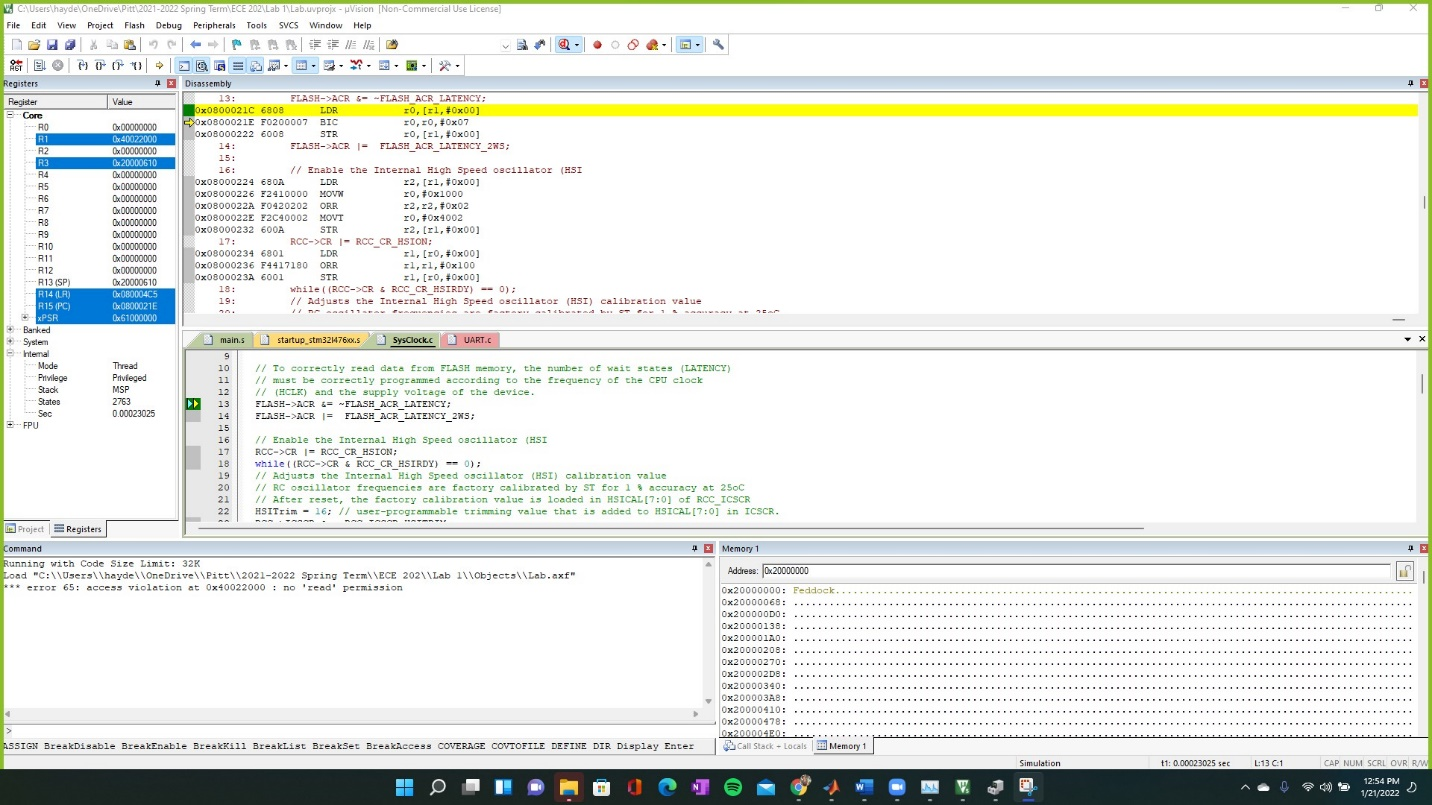 C:\Users\hayde\OneDrive\Pitt\2021-2022 Spring Term\ECE 202\Lab 1\Lab.uvprojx - µVision [Non-Commercial Use License]
File Edit View Project Flash Debug Peripherals Tools SVCS Window Help
Registers
Register Value
Core
R0 0x00000000
R1 0x40022000
R2 0x00000000
R3 0x20000610
R4 0x00000000
R5 0x00000000
R6 0x00000000
R7 0x00000000
R8 0x00000000
R9 0x00000000
R10 0x00000000
R11 0x00000000
R12 0x00000000
R13 (SP) 0x20000610
R14 (LR) 0x080004C5
R15 (PC) 0x0800021E
xPSR 0x61000000
Banked
System
Internal
Mode Thread
Privilege Privileged
Stack MSP
States 2763
Sec 0.00023025
FPU
Project Registers
Disassembly
13: FLASH->ACR &= ~FLASH_ACR_LATENCY;
0x0800021C 6808 LDR r0,[r1,#0x00]
0x0800021E F0200007 BIC r0,r0,#0x07
0x08000222 6008 STR r0,[r1,#0x00]
14: FLASH->ACR |= FLASH_ACR_LATENCY_2WS;
15:
16: // Enable the Internal High Speed oscillator (HSI
0x08000224 680A LDR r2,[r1,#0x00]
0x08000226 F2410000 MOVW r0,#0x1000
0x0800022A F0420202 ORR r2,r2,#0x02
0x0800022E F2C40002 MOVT r0,#0x4002
0x08000232 600A STR r2,[r1,#0x00]
17: RCC->CR |= RCC_CR_HSION;
0x08000234 6801 LDR r1,[r0,#0x00]
0x08000236 F4417180 ORR r1,r1,#0x100
0x0800023A 6001 STR r1,[r0,#0x00]
18: while((RCC->CR & RCC_CR_HSIRDY) == 0);
19: // Adjusts the Internal High Speed oscillator (HSI) calibration value
20: // RC oscillator frequencies are factory calibrated by ST for 1 % accuracy at 25oC
main.s startup_stm32l476xx.s SysClock.c UART.c
9
10 // To correctly read data from FLASH memory, the number of wait states (LATENCY)
11 // must be correctly programmed according to the frequency of the CPU clock
12 // (HCLK) and the supply voltage of the device.
13 FLASH->ACR &= ~FLASH_ACR_LATENCY;
14 FLASH->ACR |= FLASH_ACR_LATENCY_2WS;
15
16 // Enable the Internal High Speed oscillator (HSI
17 RCC->CR |= RCC_CR_HSION;
18 while((RCC->CR & RCC_CR_HSIRDY) == 0);
19 // Adjusts the Internal High Speed oscillator (HSI) calibration value
20 // RC oscillator frequencies are factory calibrated by ST for 1 % accuracy at 25oC
21 // After reset, the factory calibration value is loaded in HSICAL[7:0] of RCC_ICSCR
22 HSITrim = 16; // user-programmable trimming value that is added to HSICAL[7:0] in ICSCR.
Command
Running with Code Size Limit: 32K
Load "C:\\Users\\hayde\\OneDrive\\Pitt\\2021-2022 Spring Term\\ECE 202\\Lab 1\\Objects\\Lab.axf"
*** error 65: access violation at 0x40022000 : no 'read' permission
>
ASSIGN BreakDisable BreakEnable BreakKill BreakList BreakSet BreakAccess COVERAGE COVTOFILE DEFINE DIR Display Enter
Memory 1
Address: 0x20000000
0x20000000: Feddock
0x20000068:
0x200000D0:
0x20000138:
0x200001A0:
0x20000208:
0x20000270:
0x200002D8:
0x20000340:
0x200003A8:
0x20000410:
0x20000478:
0x200004E0:
Call Stack + Locals Memory 1
Simulation t1: 0.00023025 sec L:13 C:1 CAP NUM SCRL OVR R/W
12:54 PM
1/21/2022